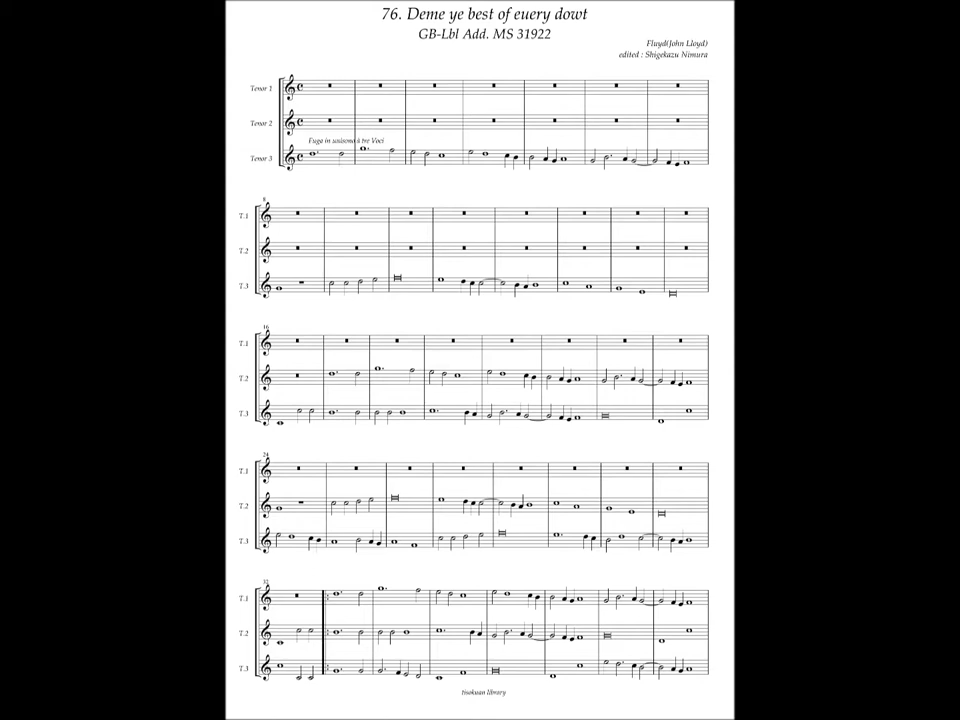 76. Deme ye best of euery dowt
GB-Lbl Add. MS 31922
Fluyd(John Lloyd)
edited : Shigekazu Nimura
Tenor 1
Tenor 2
Fuga in unisono à tre Voci
Tenor 3
8
T.1
T.2
T.3
16
T.1
T.2
T.3
24
T.1
T.2
T.3
32
T.1
T.2
T.3
tisokuan library